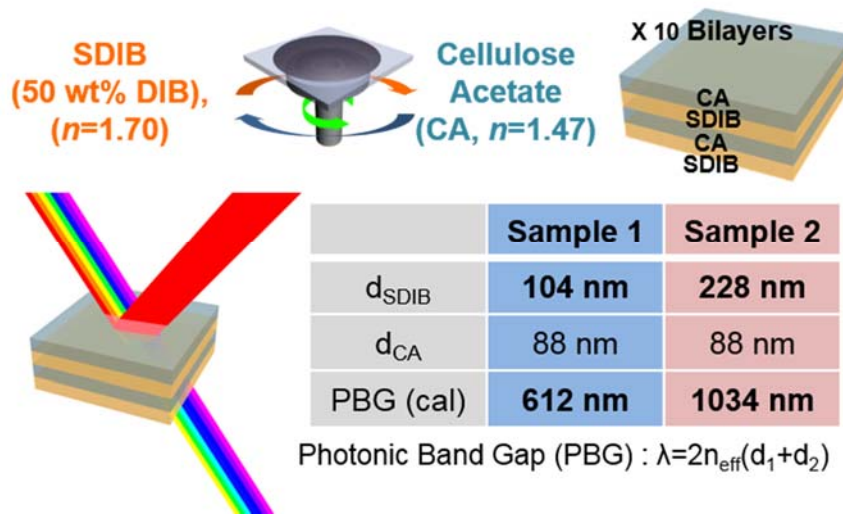 SDIB
(50 wt% DIB),
(n=1.70)
Cellulose
Acetate
(CA, n=1.47)
X 10 Bilayers
CA
SDIB
CA
SDIB
Sample 1 Sample 2
dSDIB 104 nm 228 nm
dCA 88 nm 88 nm
PBG (cal) 612 nm 1034 nm
Photonic Band Gap (PBG) : λ=2neff(d1+d2)